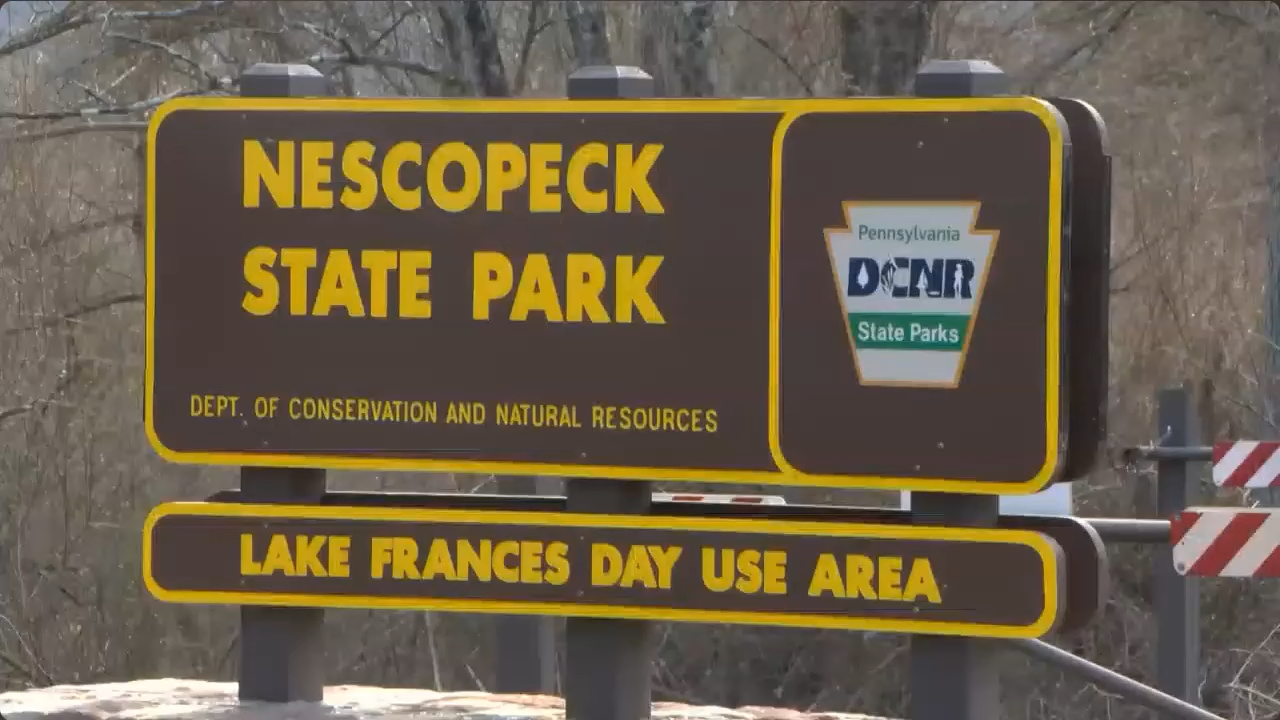 NESCOPECK
STATE PARK
DEPT. OF CONSERVATION AND NATURAL RESOURCES
Pennsylvania
DCNR
State Parks
LAKE FRANCES DAY USE AREA